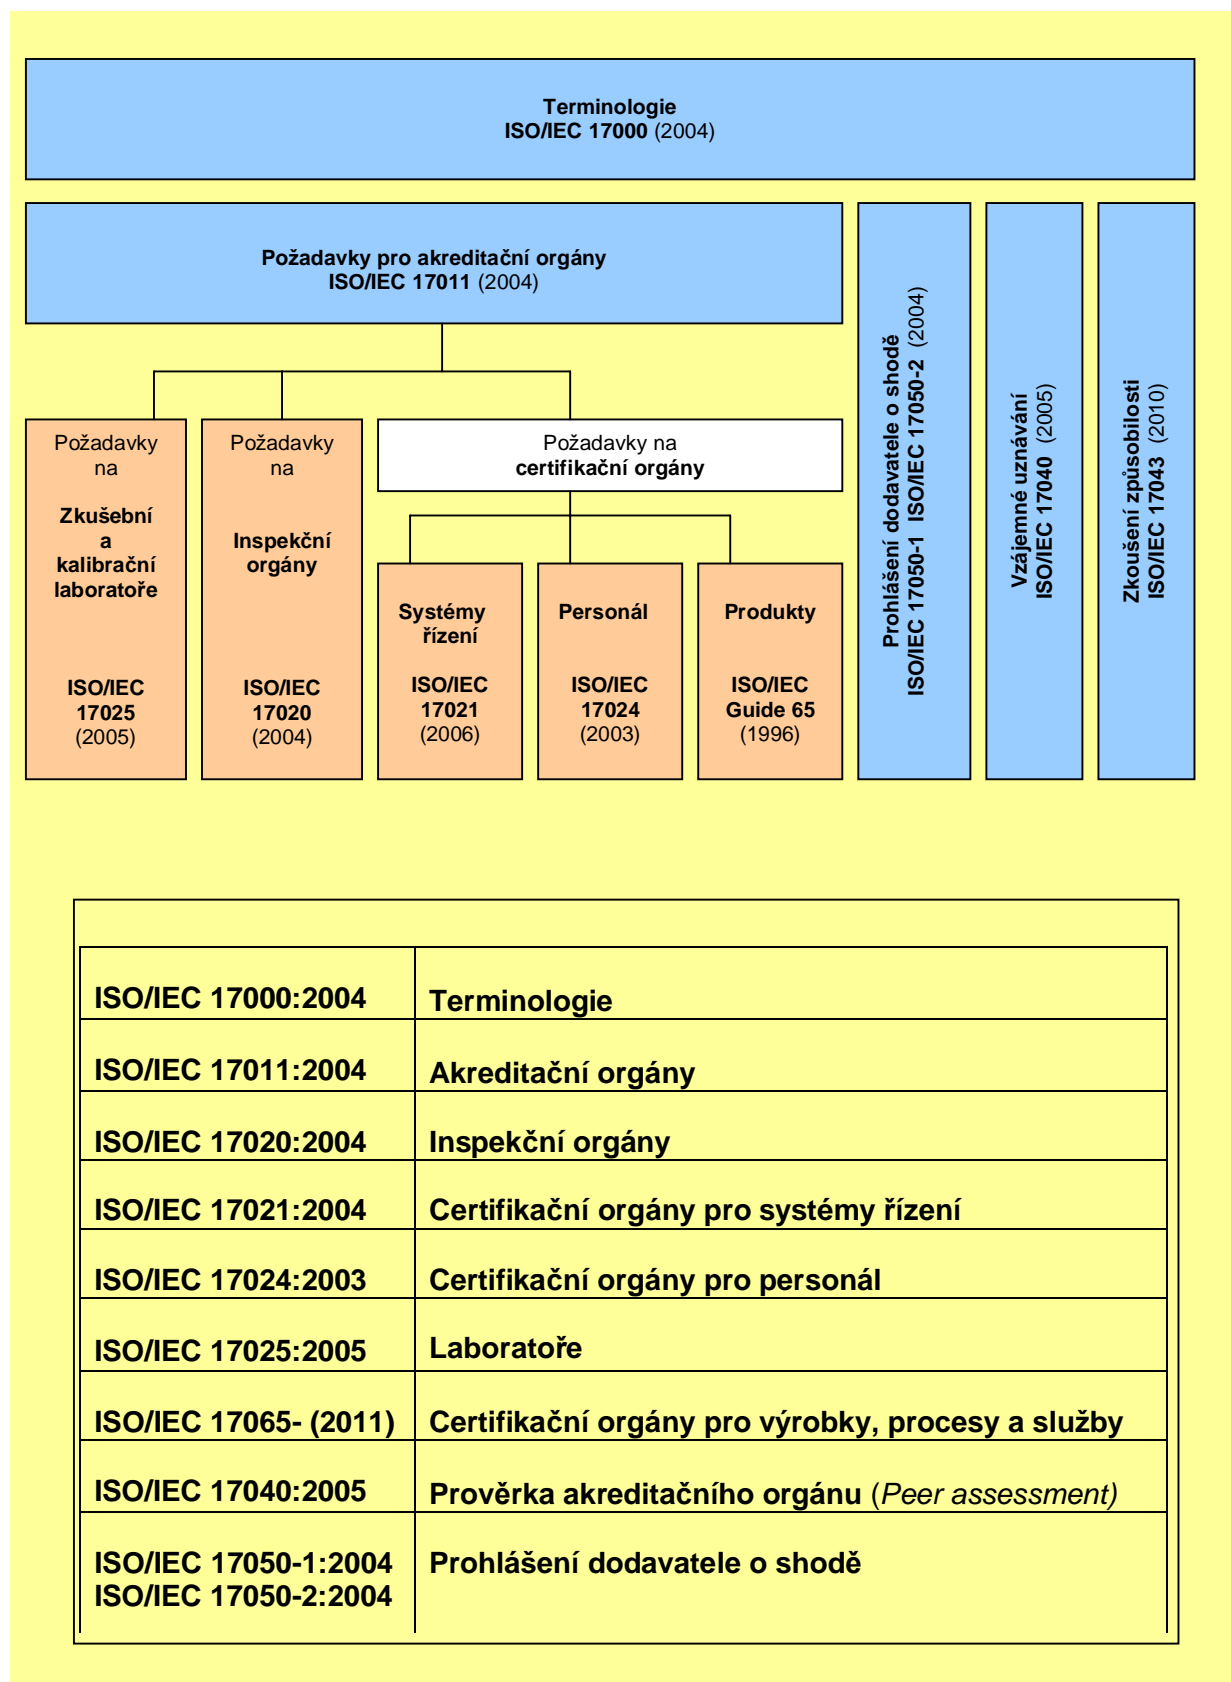 Terminologie
ISO/IEC 17000 (2004)
Požadavky pro akreditační orgány
ISO/IEC 17011 (2004)
Požadavky
na
Zkušební
a
kalibrační
laboratoře
ISO/IEC
17025
(2005)
Požadavky
na
Inspekční
orgány
ISO/IEC
17020
(2004)
Požadavky na
certifikační orgány
Systémy
řízení
ISO/IEC
17021
(2006)
Personál
ISO/IEC
17024
(2003)
Produkty
ISO/IEC
Guide 65
(1996)
Prohlášení dodavatele o shodě
ISO/IEC 17050-1 ISO/IEC 17050-2 (2004)
Vzájemné uznávání
ISO/IEC 17040 (2005)
Zkoušení způsobilosti
ISO/IEC 17043 (2010)
ISO/IEC 17000:2004 Terminologie
ISO/IEC 17011:2004 Akreditační orgány
ISO/IEC 17020:2004 Inspekční orgány
ISO/IEC 17021:2004 Certifikační orgány pro systémy řízení
ISO/IEC 17024:2003 Certifikační orgány pro personál
ISO/IEC 17025:2005 Laboratoře
ISO/IEC 17065- (2011) Certifikační orgány pro výrobky, procesy a služby
ISO/IEC 17040:2005 Prověrka akreditačního orgánu (Peer assessment)
ISO/IEC 17050-1:2004 Prohlášení dodavatele o shodě
ISO/IEC 17050-2:2004